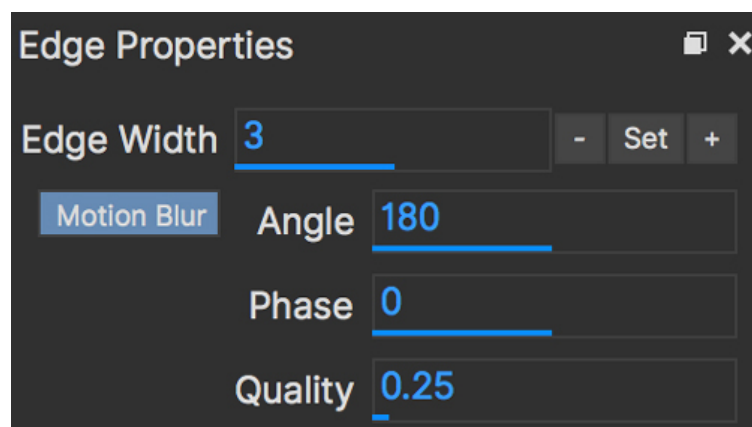 Edge Properties
Edge Width 3 - Set +
Motion Blur Angle 180
Phase 0
Quality 0.25